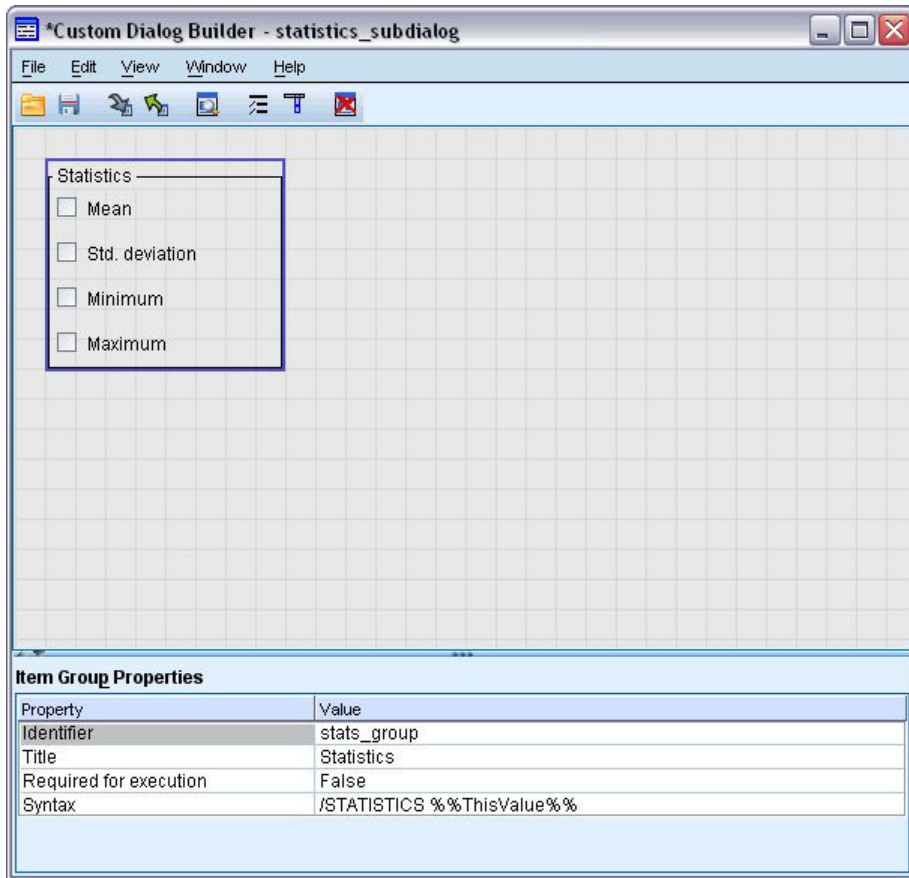 *Custom Dialog Builder - statistics_subdialog
File Edit View Window Help
Statistics
Mean
Std. deviation
Minimum
Maximum
Item Group Properties
Property Value
Identifier stats_group
Title Statistics
Required for execution False
Syntax /STATISTICS %%ThisValue%%